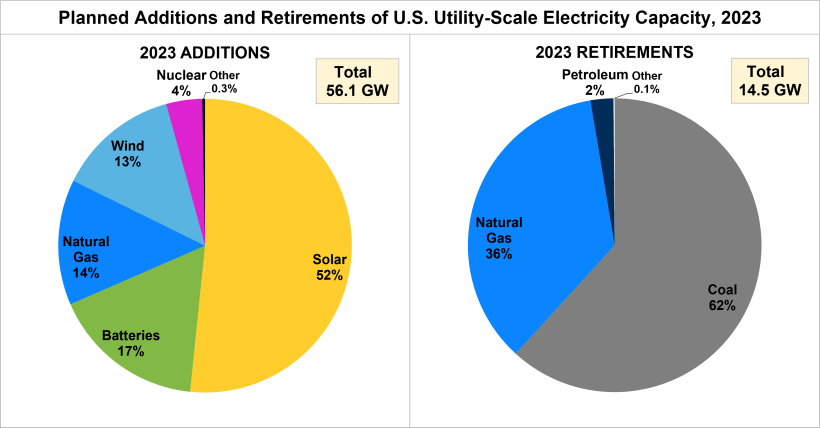 Planned Additions and Retirements of U.S. Utility-Scale Electricity Capacity, 2023
2023 ADDITIONS
Total
56.1 GW
Nuclear
4%
Other
0.3%
Wind
13%
Natural
Gas
14%
Solar
52%
Batteries
17%
2023 RETIREMENTS
Total
14.5 GW
Petroleum
2%
Other
0.1%
Natural
Gas
36%
Coal
62%